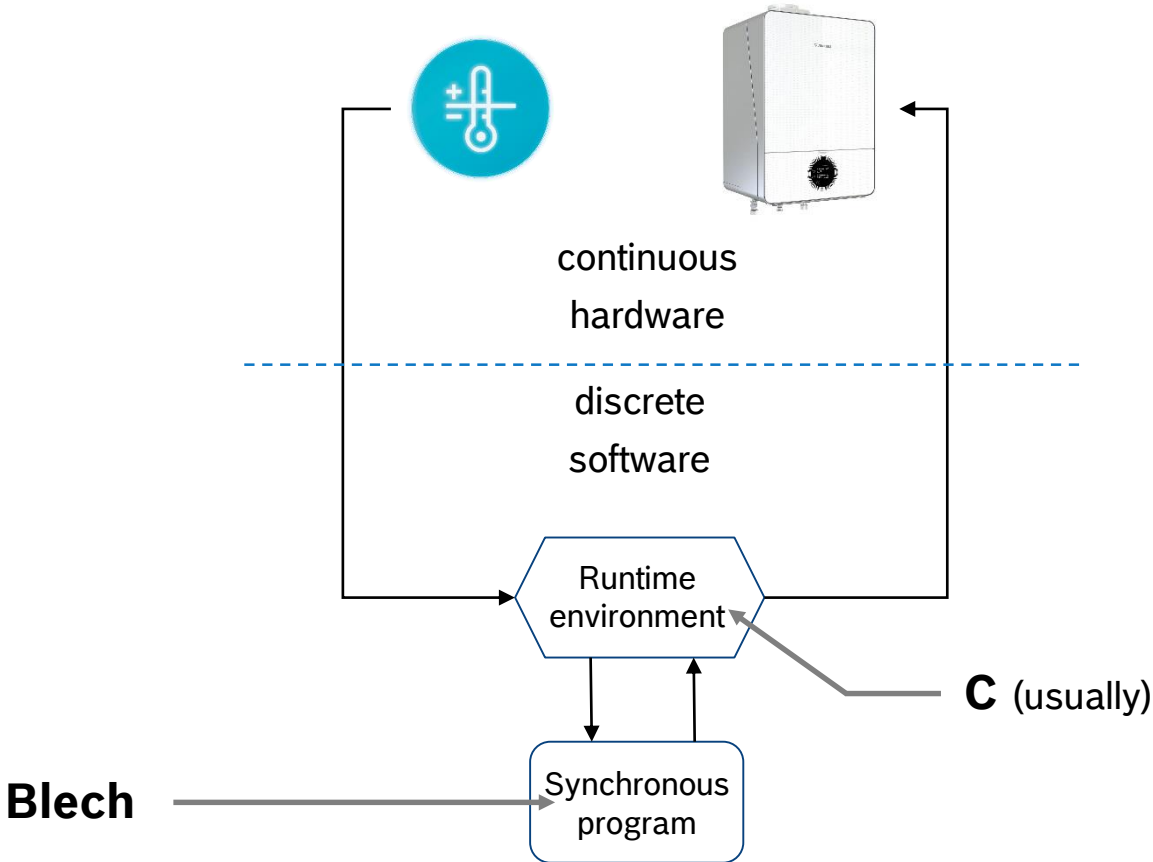 continuous
hardware
discrete
software
Runtime
environment
C (usually)
Synchronous
program
Blech